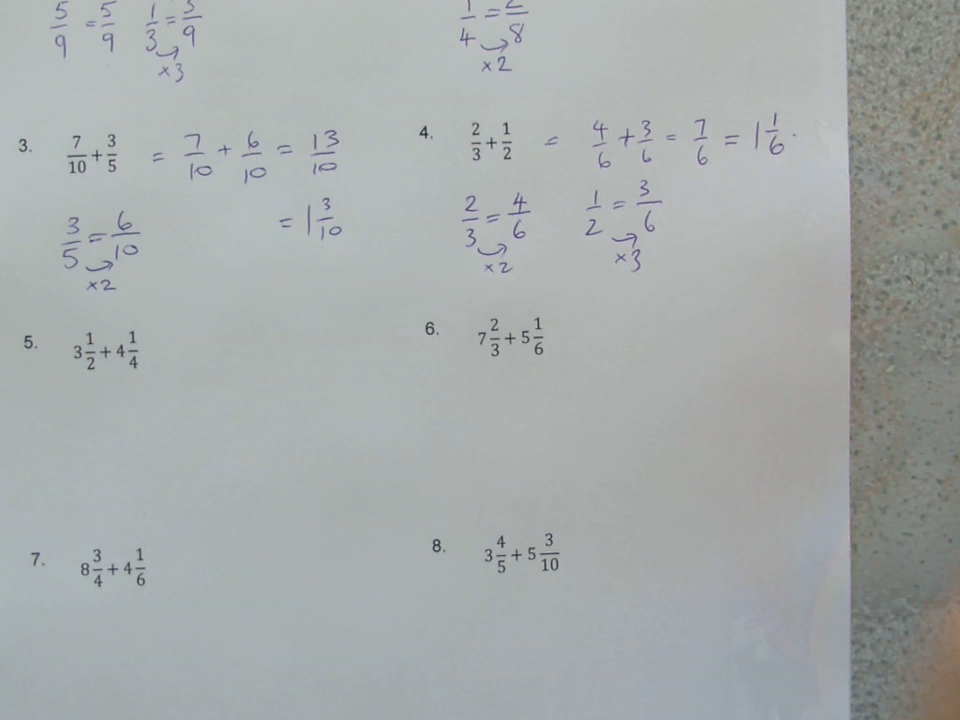 5/9 = 5/9 1/3 = 3/9
×3
1/4 = 2/8
×2
3. 7/10 + 3/5 = 7/10 + 6/10 = 13/10
= 1 3/10
3/5 = 6/10
×2
4. 2/3 + 1/2 = 4/6 + 3/6 = 7/6 = 1 1/6.
2/3 = 4/6 1/2 = 3/6
×2 ×3
5. 3 1/2 + 4 1/4
6. 7 2/3 + 5 1/6
7. 8 3/4 + 4 1/6
8. 3 4/5 + 5 3/10